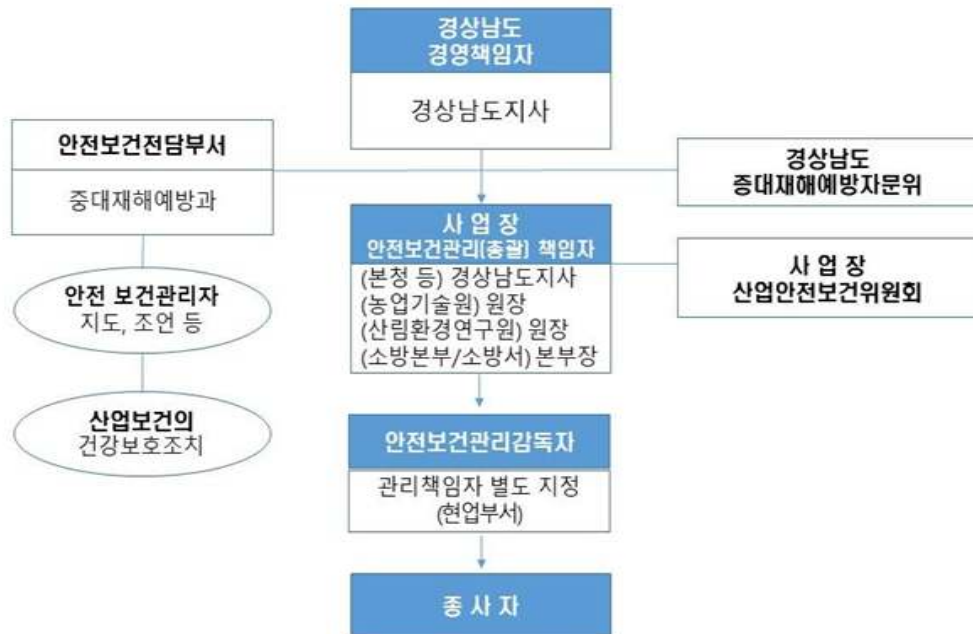 경상남도
경영책임자
경상남도지사
안전보건전담부서
중대재해예방과
경상남도
증대재해예방자문위
사 업 장
안전보건관리(총괄) 책임자
(본청 등) 경상남도지사
(농업기술원) 원장
(산림환경연구원) 원장
(소방본부/소방서) 본부장
사 업 장
산업안전보건위원회
안전 보건관리자
지도, 조언 등
산업보건의
건강보호조치
안전보건관리감독자
관리책임자 별도 지정
(현업부서)
종 사 자